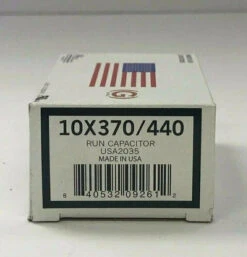 10X370/440
RUN CAPACITOR
USA2035
MADE IN USA
8 40532 09261 2